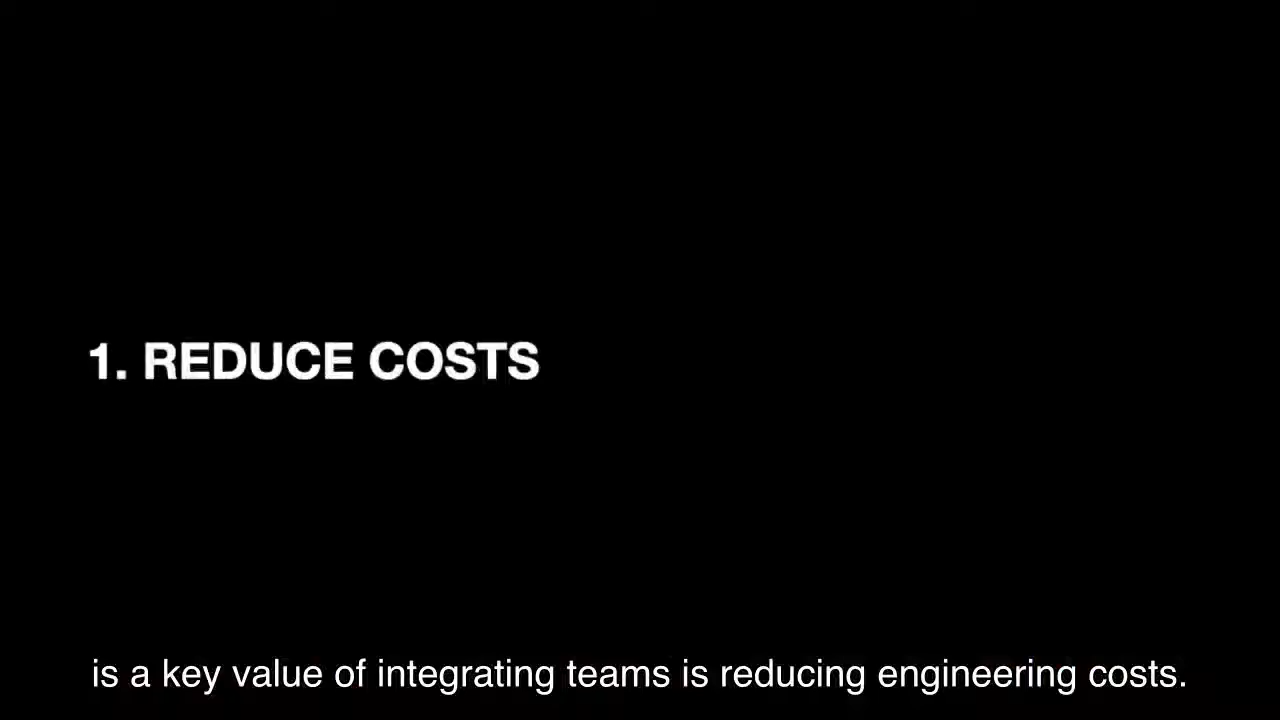 1. REDUCE COSTS
is a key value of integrating teams is reducing engineering costs.